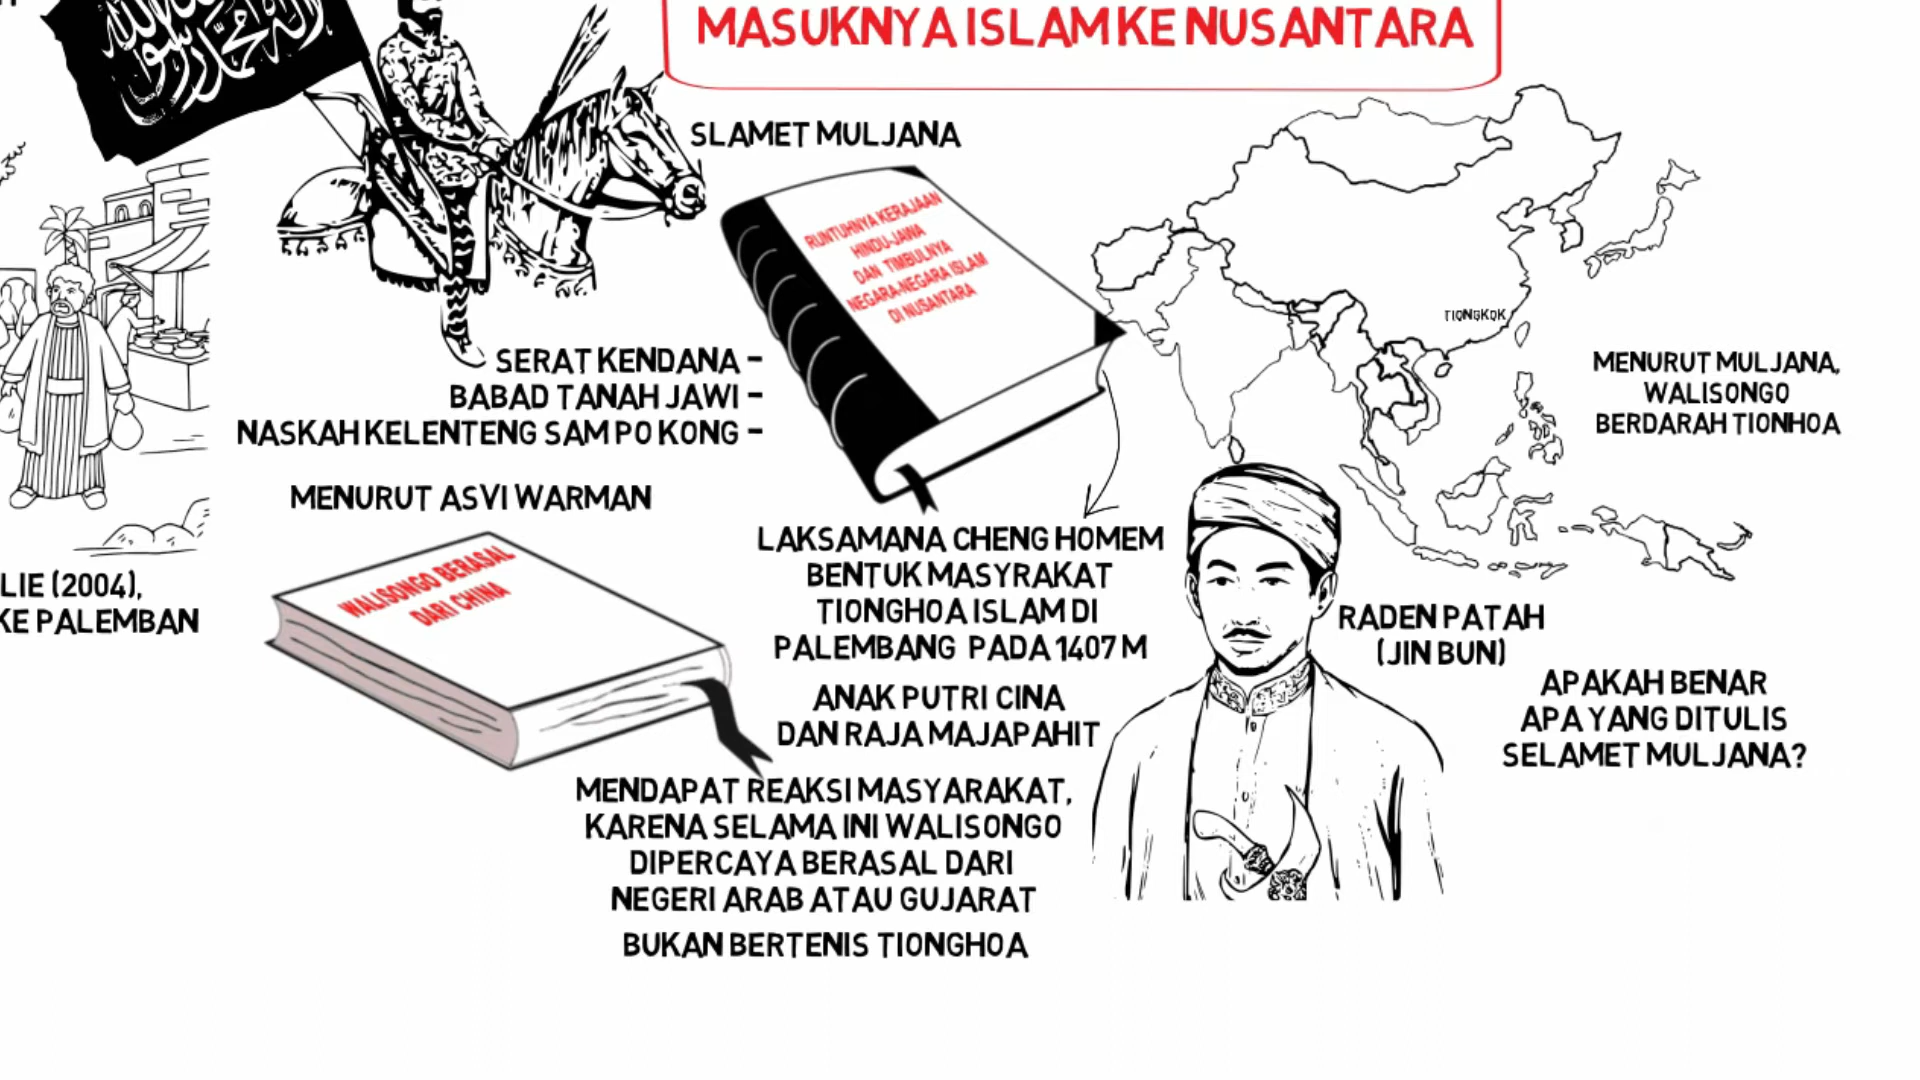 MASUKNYA ISLAM KE NUSANTARA
SLAMET MULJANA
RUNTUHNYA KERAJAAN
HINDU-JAWA
DAN TIMBULNYA
NEGARA-NEGARA ISLAM
DI NUSANTARA
TIONGKOK
SERAT KENDANA -
BABAD TANAH JAWI -
NASKAH KELENTENG SAM PO KONG -
MENURUT MULJANA,
WALISONGO
BERDARAH TIONHOA
MENURUT ASVI WARMAN
WALISONGO BERASAL
DARI CHINA
LIE (2004),
KE PALEMBAN
LAKSAMANA CHENG HO MEM
BENTUK MASYRAKAT
TIONGHOA ISLAM DI
PALEMBANG PADA 1407 M
ANAK PUTRI CINA
DAN RAJA MAJAPAHIT
RADEN PATAH
(JIN BUN)
APAKAH BENAR
APA YANG DITULIS
SELAMET MULJANA?
MENDAPAT REAKSI MASYARAKAT,
KARENA SELAMA INI WALISONGO
DIPERCAYA BERASAL DARI
NEGERI ARAB ATAU GUJARAT
BUKAN BERTENIS TIONGHOA